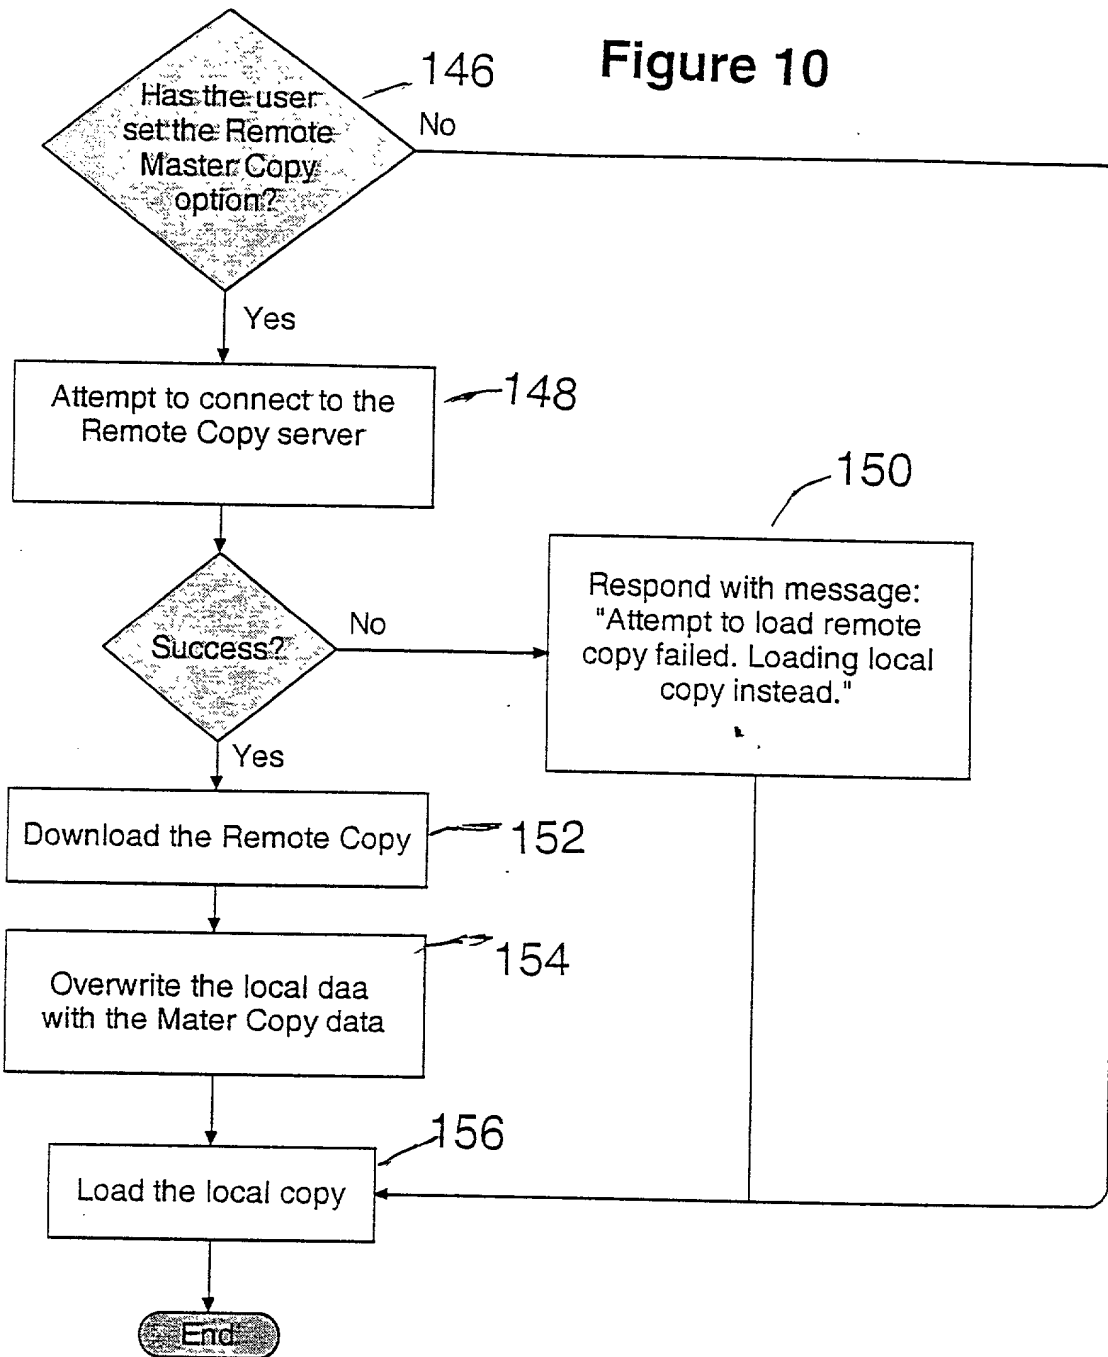 Figure 10
146
Has the user
set the Remote
Master Copy
option?
No
Yes
Attempt to connect to the
Remote Copy server
148
150
Success?
No
Respond with message:
"Attempt to load remote
copy failed. Loading local
copy instead."
Yes
Download the Remote Copy
152
154
Overwrite the local daa
with the Mater Copy data
156
Load the local copy
End